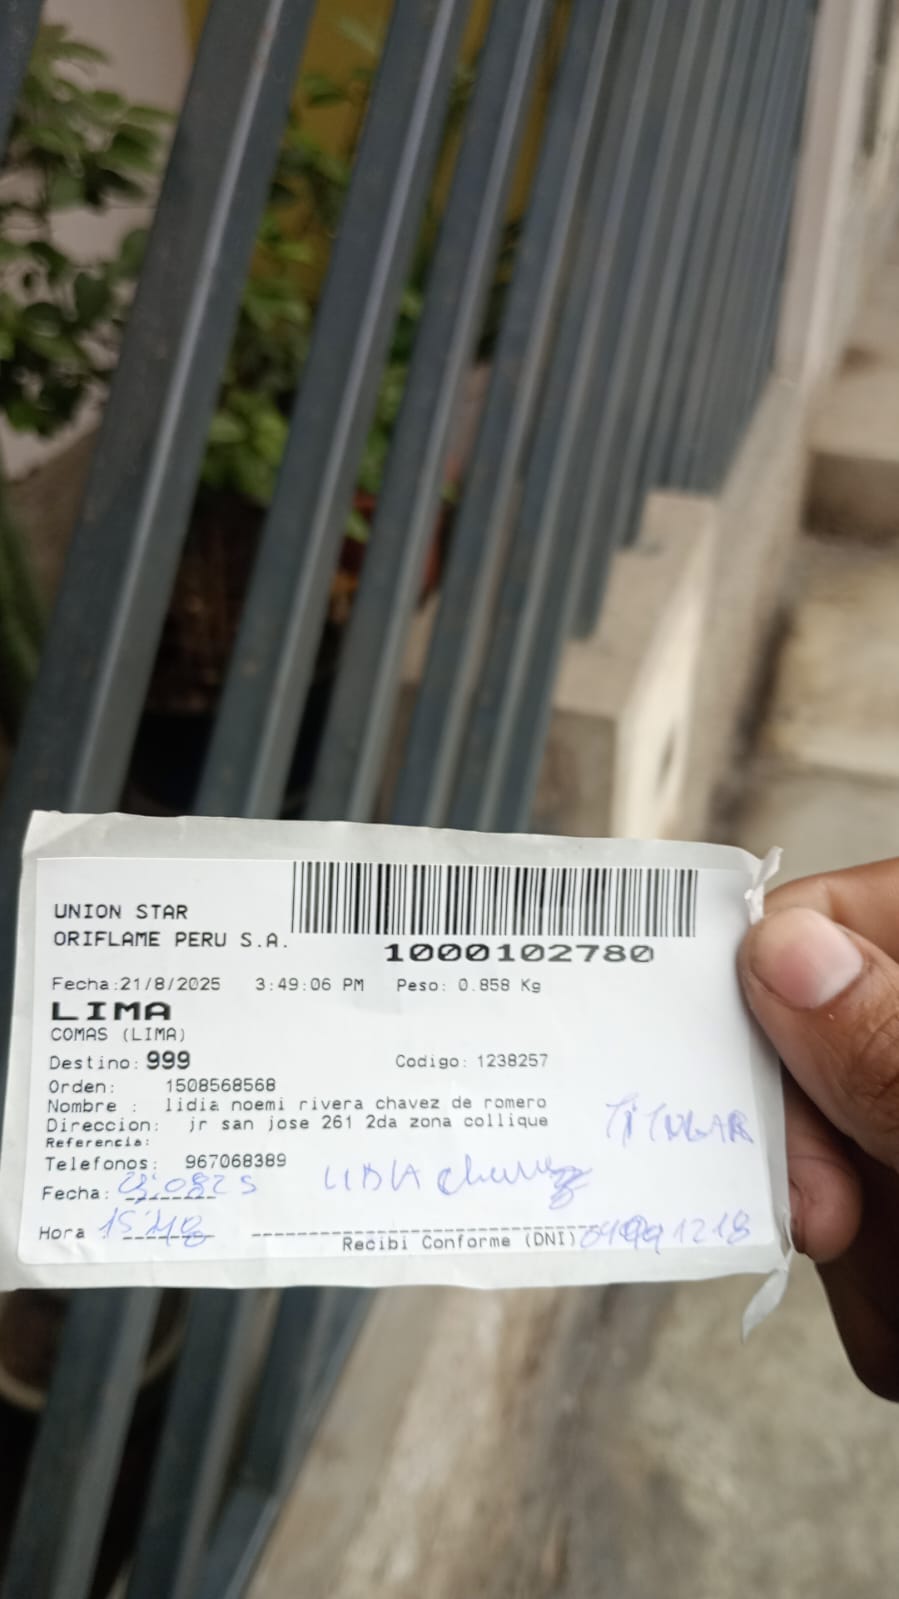 UNION STAR
ORIFLAME PERU S.A.
1000102780
Fecha:21/8/2025 3:49:06 PM Peso: 0.858 Kg
LIMA
COMAS (LIMA)
Destino: 999 Codigo: 1238257
Orden: 1508568568
Nombre : lidia noemi rivera chavez de romero
Direccion: jr san jose 261 2da zona collique
Referencia:
TITULAR
Telefonos: 967068389
Fecha:
Hora :
Recibi Conforme (DNI)